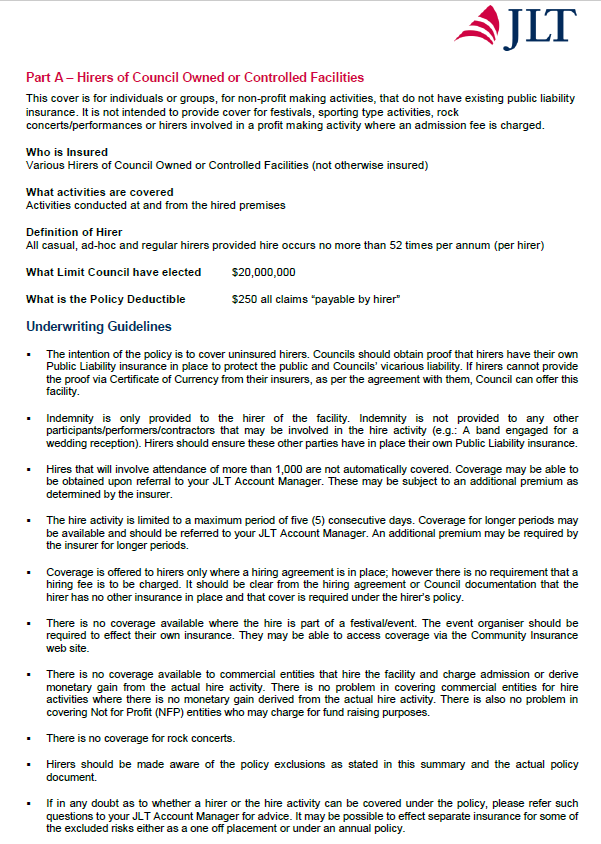 JLT
Part A – Hirers of Council Owned or Controlled Facilities
This cover is for individuals or groups, for non-profit making activities, that do not have existing public liability
insurance. It is not intended to provide cover for festivals, sporting type activities, rock
concerts/performances or hirers involved in a profit making activity where an admission fee is charged.
Who is Insured
Various Hirers of Council Owned or Controlled Facilities (not otherwise insured)
What activities are covered
Activities conducted at and from the hired premises
Definition of Hirer
All casual, ad-hoc and regular hirers provided hire occurs no more than 52 times per annum (per hirer)
What Limit Council have elected $20,000,000
What is the Policy Deductible $250 all claims “payable by hirer”
Underwriting Guidelines
▪ The intention of the policy is to cover uninsured hirers. Councils should obtain proof that hirers have their own
Public Liability insurance in place to protect the public and Councils’ vicarious liability. If hirers cannot provide
the proof via Certificate of Currency from their insurers, as per the agreement with them, Council can offer this
facility.
▪ Indemnity is only provided to the hirer of the facility. Indemnity is not provided to any other
participants/performers/contractors that may be involved in the hire activity (e.g.: A band engaged for a
wedding reception). Hirers should ensure these other parties have in place their own Public Liability insurance.
▪ Hires that will involve attendance of more than 1,000 are not automatically covered. Coverage may be able to
be obtained upon referral to your JLT Account Manager. These may be subject to an additional premium as
determined by the insurer.
▪ The hire activity is limited to a maximum period of five (5) consecutive days. Coverage for longer periods may
be available and should be referred to your JLT Account Manager. An additional premium may be required by
the insurer for longer periods.
▪ Coverage is offered to hirers only where a hiring agreement is in place; however there is no requirement that a
hiring fee is to be charged. It should be clear from the hiring agreement or Council documentation that the
hirer has no other insurance in place and that cover is required under the hirer’s policy.
▪ There is no coverage available where the hire is part of a festival/event. The event organiser should be
required to effect their own insurance. They may be able to access coverage via the Community Insurance
web site.
▪ There is no coverage available to commercial entities that hire the facility and charge admission or derive
monetary gain from the actual hire activity. There is no problem in covering commercial entities for hire
activities where there is no monetary gain derived from the actual hire activity. There is also no problem in
covering Not for Profit (NFP) entities who may charge for fund raising purposes.
▪ There is no coverage for rock concerts.
▪ Hirers should be made aware of the policy exclusions as stated in this summary and the actual policy
document.
▪ If in any doubt as to whether a hirer or the hire activity can be covered under the policy, please refer such
questions to your JLT Account Manager for advice. It may be possible to effect separate insurance for some of
the excluded risks either as a one off placement or under an annual policy.